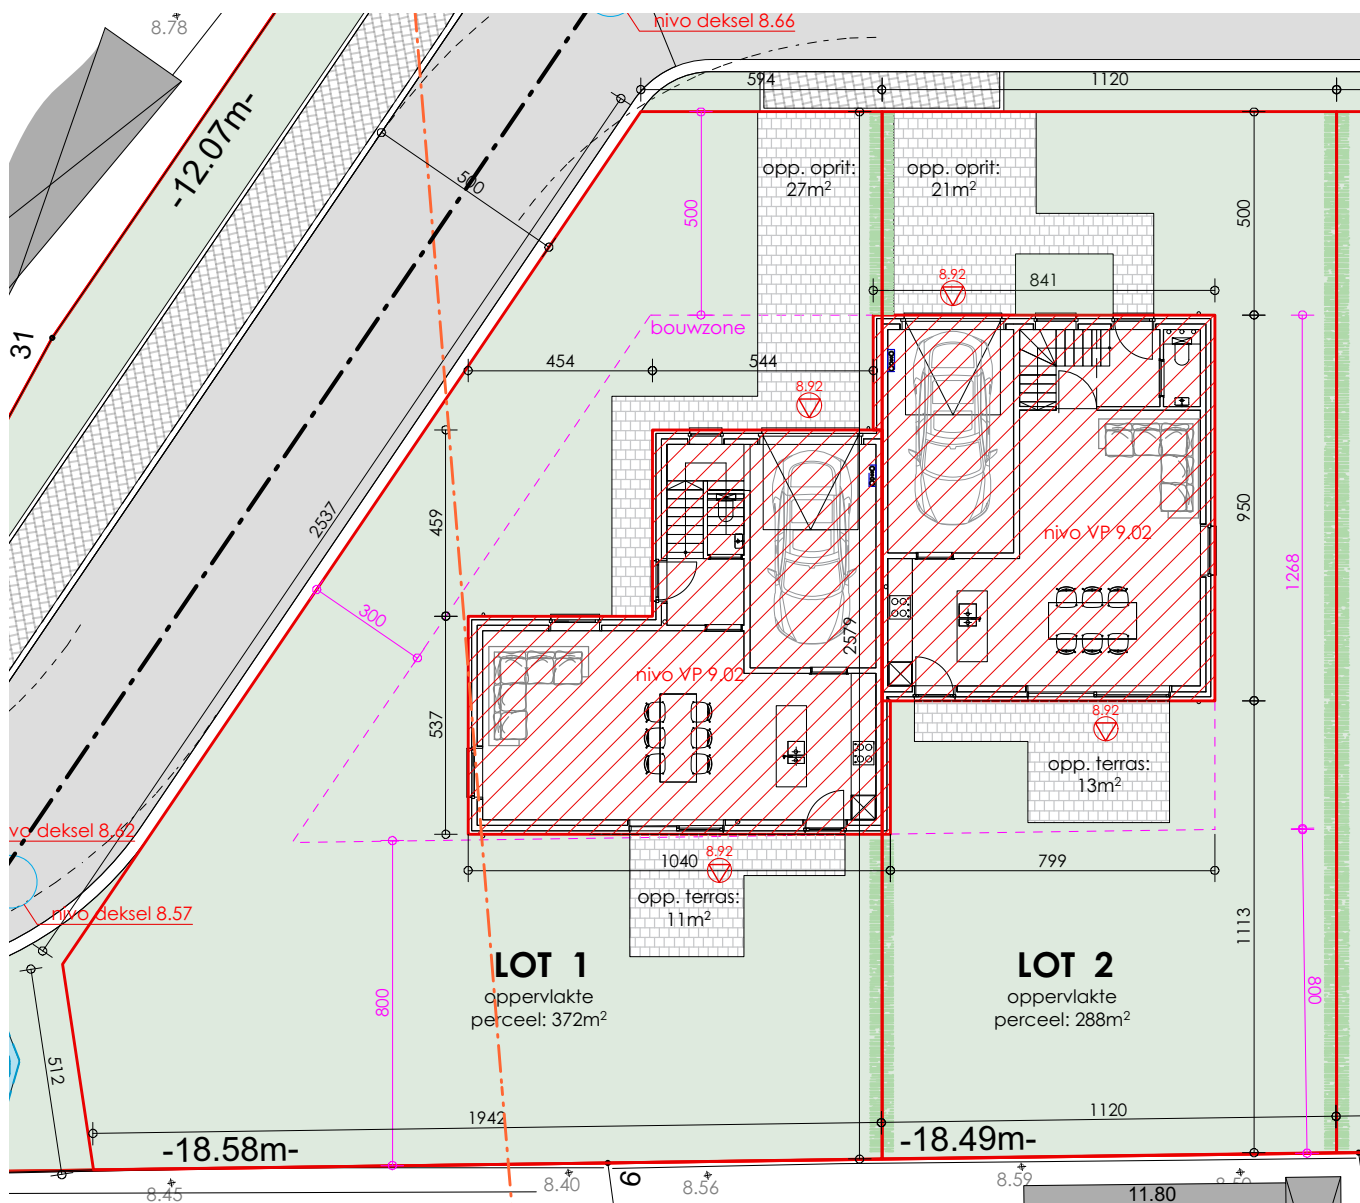 8.78
nivo deksel 8.66
594
1120
-12.07m-
500
opp. oprit:
27m²
opp. oprit:
21m²
500
500
8.92
841
bouwzone
31
454
544
8.92
2537
459
950
nivo VP 9.02
1268
300
2579
nivo VP 9.02
537
8.92
opp. terras:
13m²
vo deksel 8.62
1040
8.92
799
opp. terras:
11m²
nivo deksel 8.57
1113
LOT 1
oppervlakte
perceel: 372m²
LOT 2
oppervlakte
perceel: 288m²
800
800
512
1942
1120
-18.58m-
-18.49m-
8.45
8.40
9
8.56
8.59
11.80